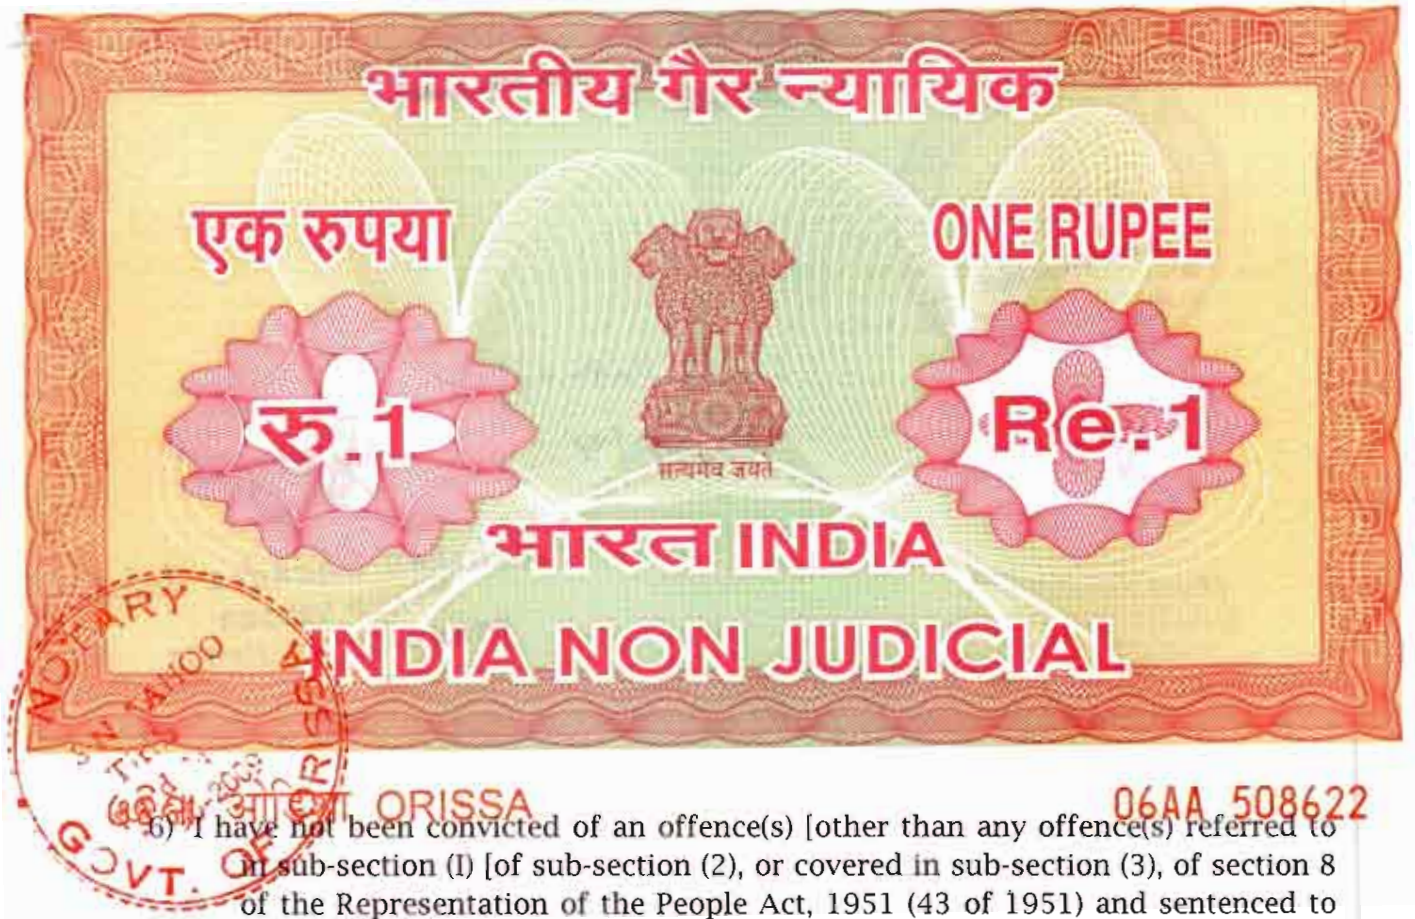 भारतीय गैर न्यायिक
एक रुपया
ONE RUPEE
रु.1
Re.1
सत्यमेव जयते
भारत INDIA
INDIA NON JUDICIAL
NOTARY
GOVT. OF ORISSA
ORISSA
06AA 508622
6) I have not been convicted of an offence(s) [other than any offence(s) referred to
in sub-section (I) [of sub-section (2), or covered in sub-section (3), of section 8
of the Representation of the People Act, 1951 (43 of 1951) and sentenced to